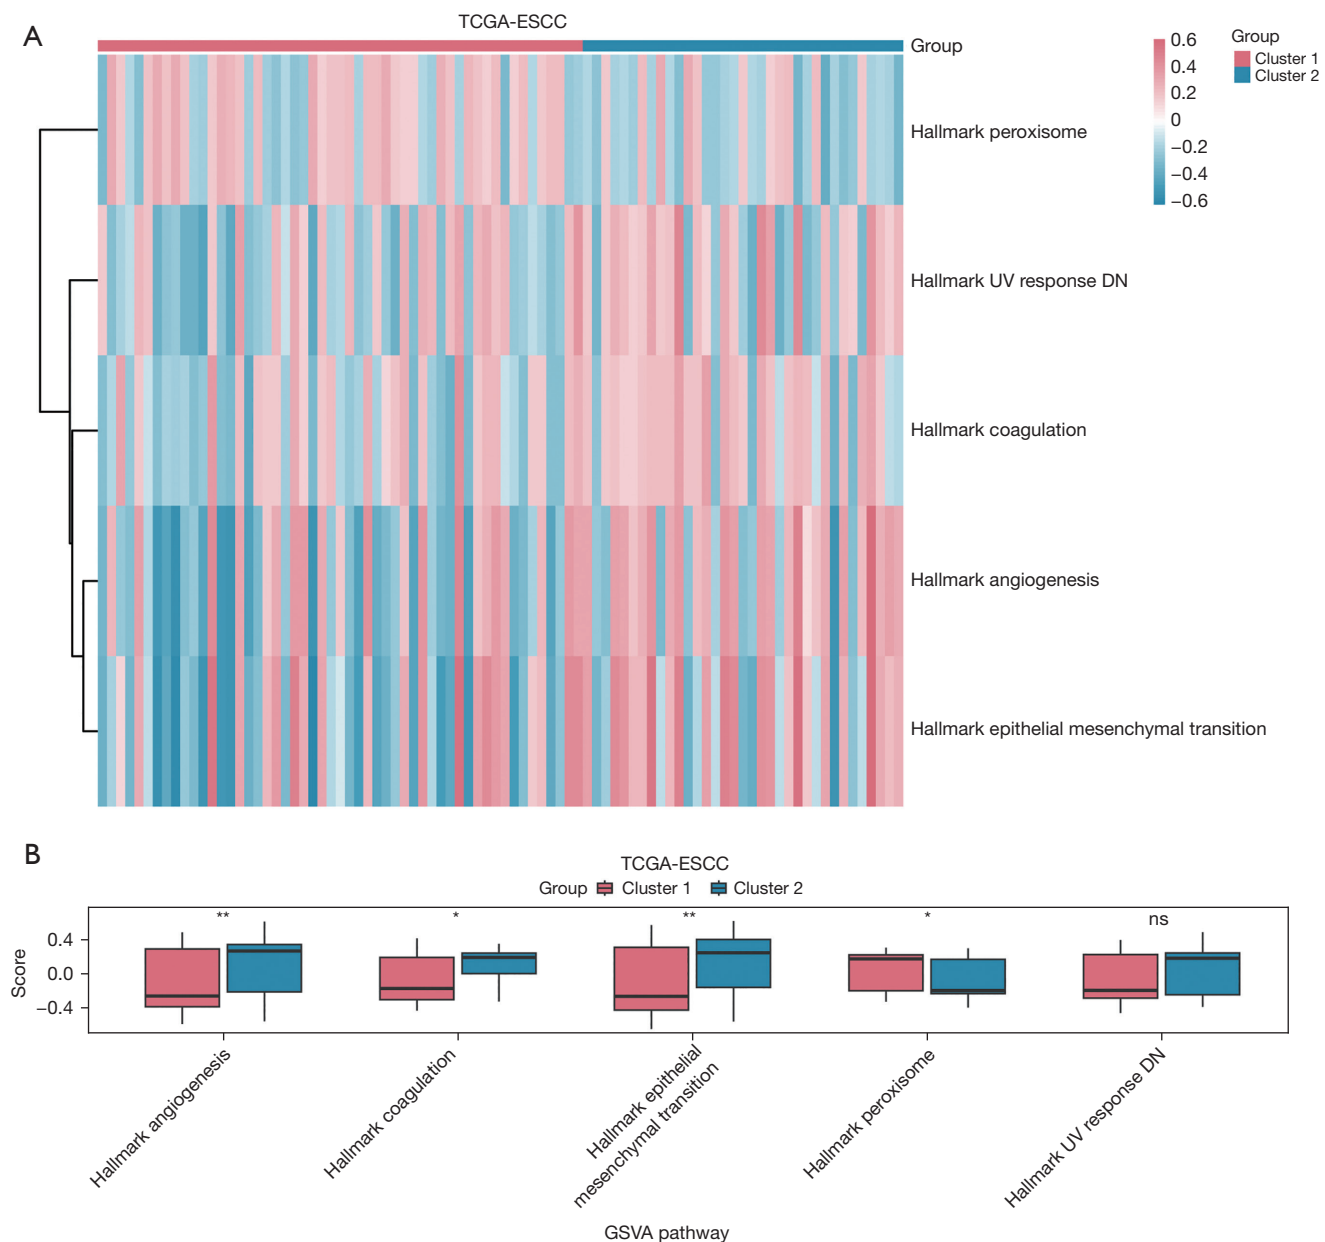 A
TCGA-ESCC
Group
Hallmark peroxisome
Hallmark UV response DN
Hallmark coagulation
Hallmark angiogenesis
Hallmark epithelial mesenchymal transition
0.6
0.4
0.2
0
−0.2
−0.4
−0.6
Group
Cluster 1
Cluster 2
B
TCGA-ESCC
Group Cluster 1 Cluster 2
** * ** * ns
Score
0.4
0.0
−0.4
Hallmark angiogenesis
Hallmark coagulation
Hallmark epithelial
mesenchymal transition
Hallmark peroxisome
Hallmark UV response DN
GSVA pathway